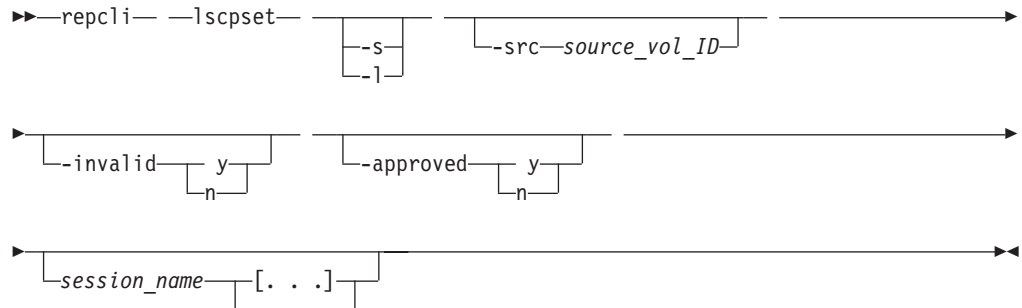 repcli lscpset -s -l -src source_vol_ID
-invalid y n -approved y n
session_name [. . .]